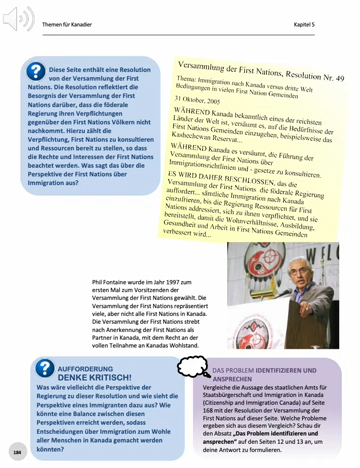 Themen für Kanadier
Kapitel 5
Diese Seite enthält eine Resolution
von der Versammlung der First
Nations. Die Resolution reflektiert die
Besorgnis der Versammlung der First
Nations darüber, dass die föderale
Regierung ihren Verpflichtungen
gegenüber den First Nations Völkern nicht
nachkommt. Hierzu zählt die
Verpflichtung, First Nations zu konsultieren
und Ressourcen bereit zu stellen, so dass
die Rechte und Interessen der First Nations
beachtet werden. Was sagt das über die
Perspektive der First Nations über
Immigration aus?
Versammlung der First Nations, Resolution Nr. 49
Thema: Immigration nach Kanada versus dritte Welt
Bedingungen in vielen First Nation Gemeinden
31 Oktober, 2005
WÄHREND Kanada bekanntlich eines der reichsten
Länder der Welt ist, versäumt es, auf die Bedürfnisse der
First Nation Gemeinden einzugehen, beispielsweise das
Kashechewan Reservat...
WÄHREND Kanada es versäumt, die Führung der
Versammlung der First Nations über
Immigrationsrichtlinien und - gesetze zu konsultieren.
ES WIRD DAHER BESCHLOSSEN, das die
Versammlung der First Nations die föderale Regierung
auffordert... sämtliche Immigration nach Kanada
einzufrieren, bis die Regierung Ressourcen für First
Nations addressiert, sich zu ihnen verpflichtet, und sie
bereitstellt, damit die Wohnverhältnisse, Ausbildung,
Gesundheit und Arbeit in First Nations Gemeinden
verbessert wird...
Phil Fontaine wurde im Jahr 1997 zum
ersten Mal zum Vorsitzenden der
Versammlung der First Nations gewählt. Die
Versammlung der First Nations repräsentiert
viele, aber nicht alle First Nations in Kanada.
Die Versammlung der First Nations strebt
nach Anerkennung der First Nations als
Partner in Kanada, mit dem Recht an der
vollen Teilnahme an Kanadas Wohlstand.
WEL
AUFFORDERUNG
DENKE KRITISCH!
Was wäre vielleicht die Perspektive der
Regierung zu dieser Resolution und wie sieht die
Perspektive eines Immigranten dazu aus? Wie
könnte eine Balance zwischen diesen
Perspektiven erreicht werden, sodass
Entscheidungen über Immigration zum Wohle
aller Menschen in Kanada gemacht werden
könnten?
DAS PROBLEM IDENTIFIZIEREN UND
ANSPRECHEN
Vergleiche die Aussage des staatlichen Amts für
Staatsbürgerschaft und Immigration in Kanada
(Citizenship and Immigration Canada) auf Seite
168 mit der Resolution der Versammlung der
First Nations auf dieser Seite. Welche Probleme
ergeben sich aus diesem Vergleich? Schau dir
den Absatz „Das Problem identifizieren und
ansprechen“ auf den Seiten 12 und 13 an, um
deine Antwort zu formulieren.
184